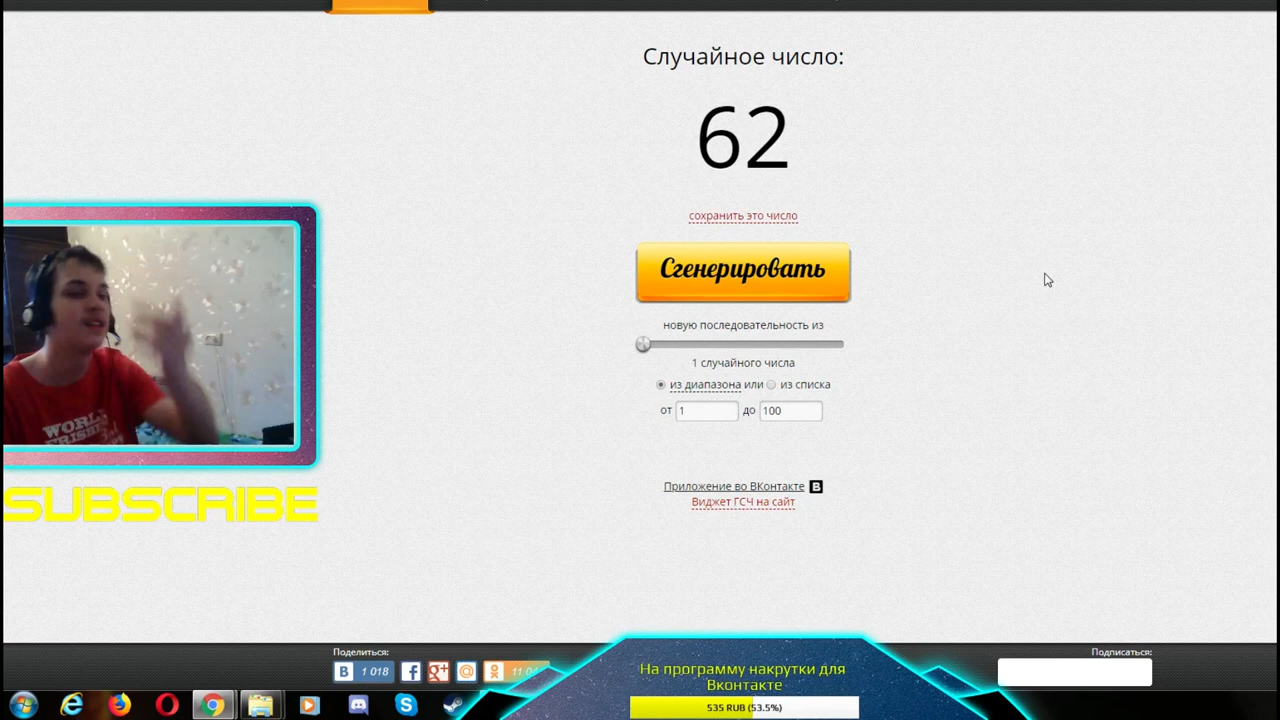 Случайное число:
62
сохранить это число
Сгенерировать
новую последовательность из
1 случайного числа
из диапазона или из списка
от 1 до 100
WORLD
SUBSCRIBE
Приложение во ВКонтакте B
Виджет ГСЧ на сайт
Поделиться:
Подписаться:
B 1 018
На программу накрутки для
Вконтакте
535 RUB (53.5%)